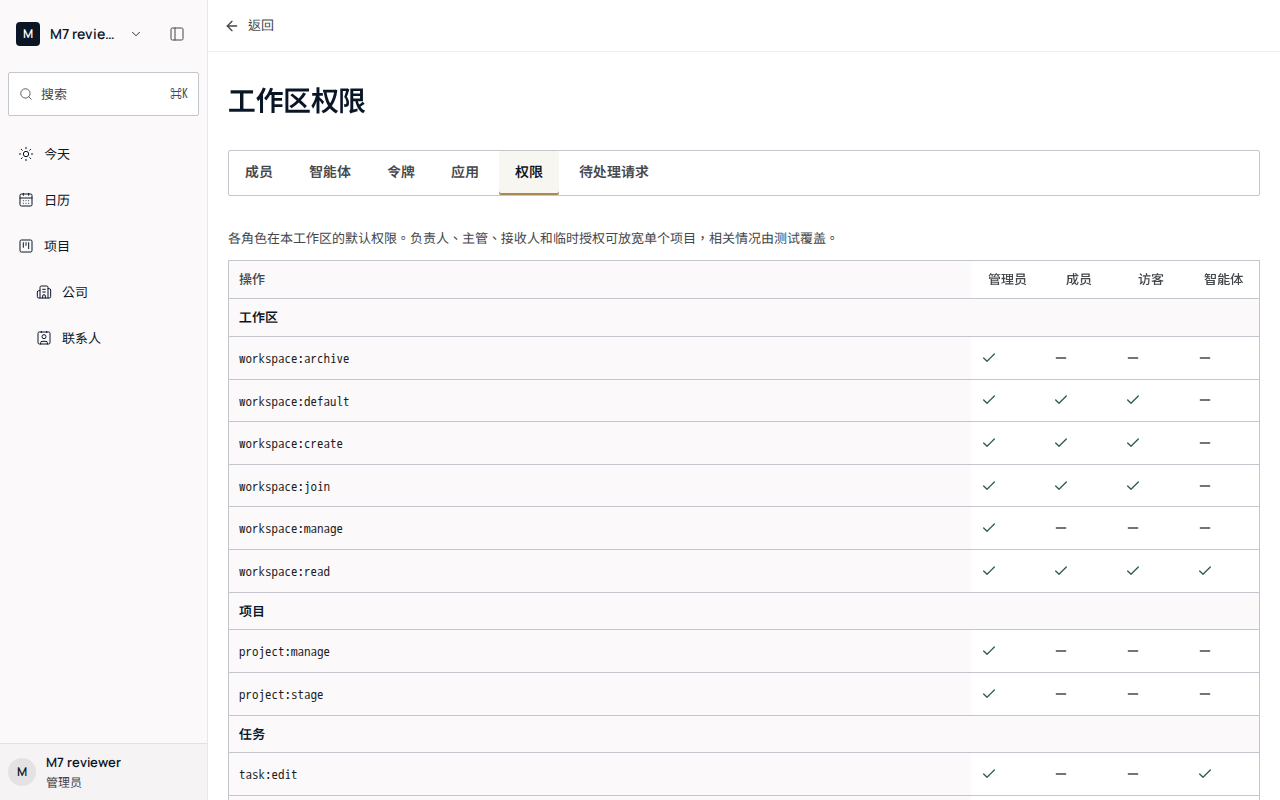 M M7 revie...
搜索 ⌘K
今天
日历
项目
公司
联系人
M M7 reviewer
管理员
返回
工作区权限
成员 智能体 令牌 应用 权限 待处理请求
各角色在本工作区的默认权限。负责人、主管、接收人和临时授权可放宽单个项目，相关情况由测试覆盖。
操作 管理员 成员 访客 智能体
工作区
workspace:archive ✓ — — —
workspace:default ✓ ✓ ✓ —
workspace:create ✓ ✓ ✓ —
workspace:join ✓ ✓ ✓ —
workspace:manage ✓ — — —
workspace:read ✓ ✓ ✓ ✓
项目
project:manage ✓ — — —
project:stage ✓ — — —
任务
task:edit ✓ — — ✓